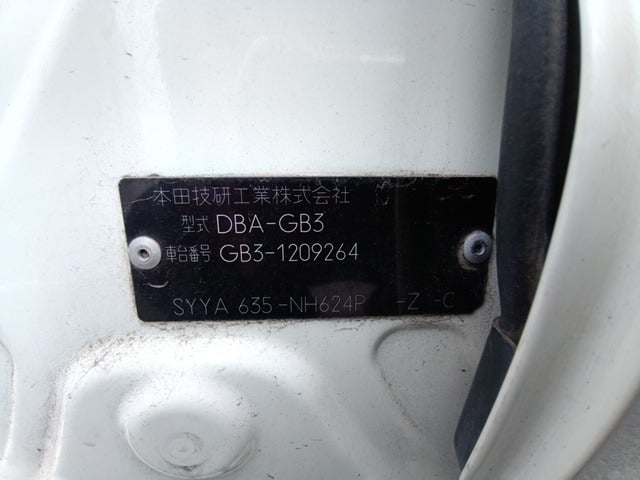 本田技研工業株式会社
型式 DBA-GB3
車台番号 GB3-1209264
SYYA 635-NH624P -Z -C